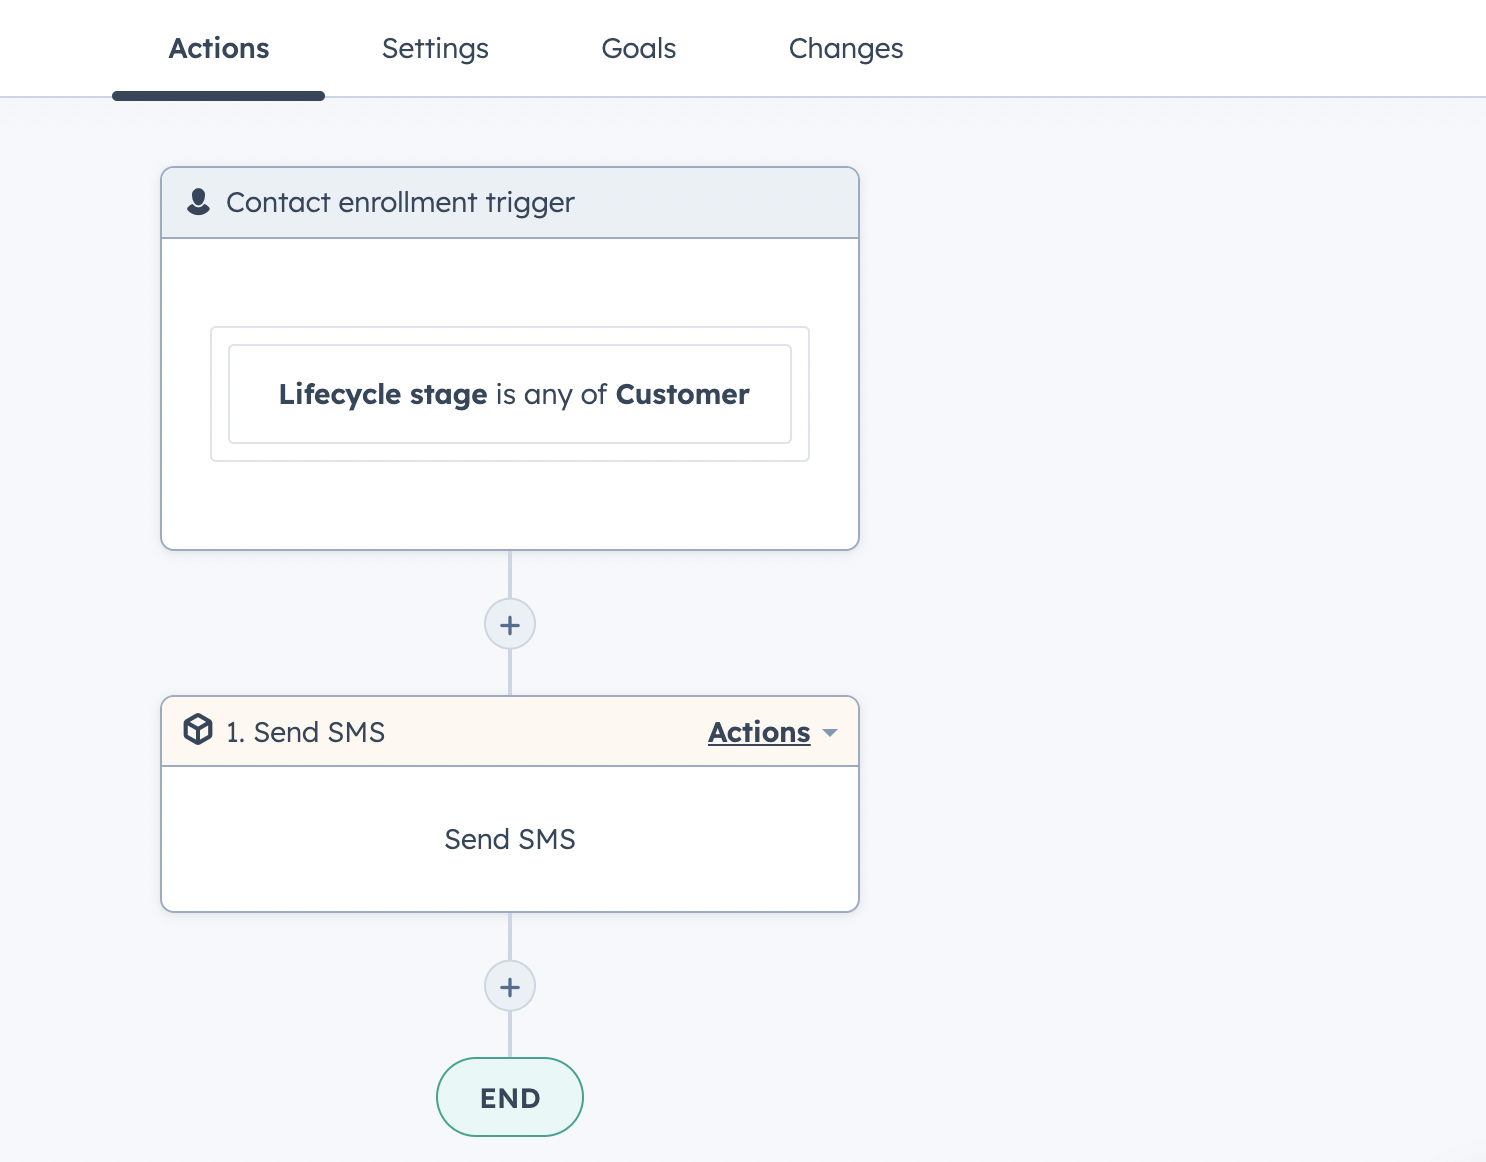 Actions Settings Goals Changes
Contact enrollment trigger
Lifecycle stage is any of Customer
1. Send SMS Actions
Send SMS
END